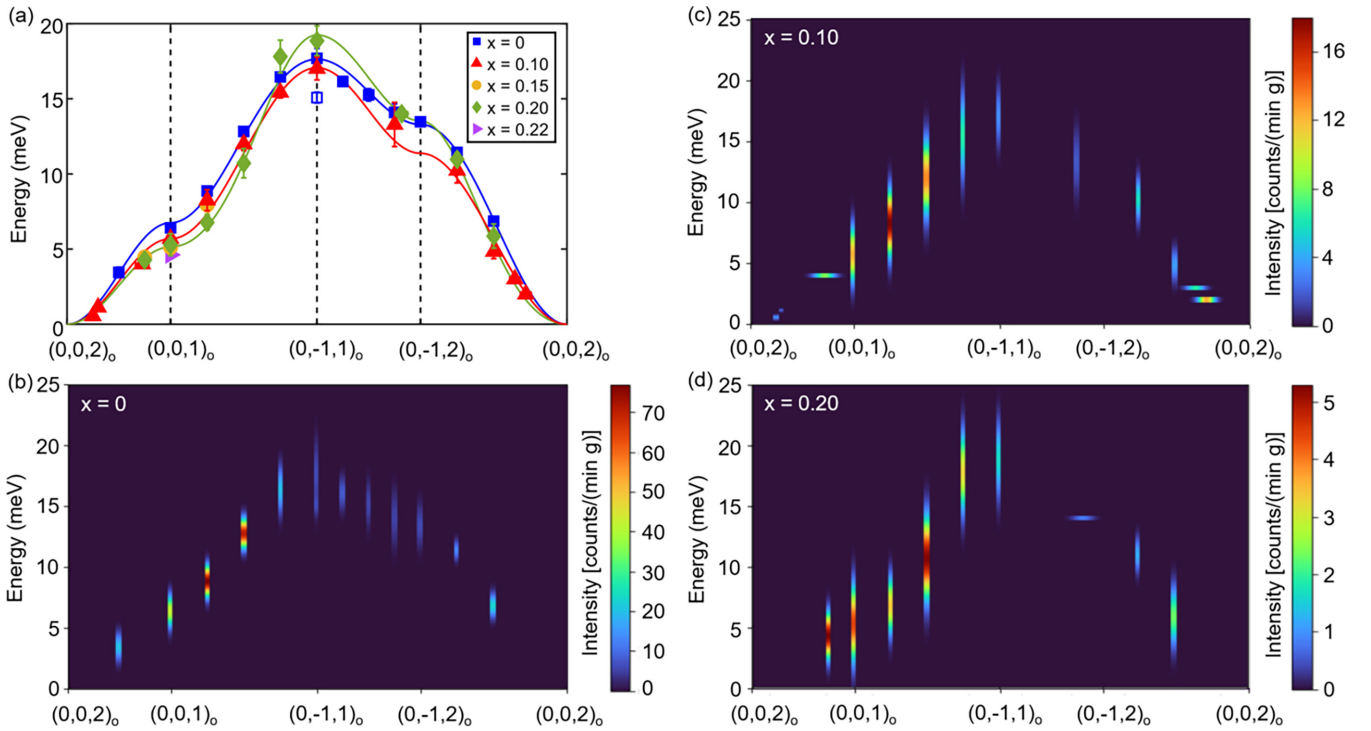 (a)
Energy (meV)
20
15
10
5
0
x = 0
x = 0.10
x = 0.15
x = 0.20
x = 0.22
(0,0,2)ₒ (0,0,1)ₒ (0,-1,1)ₒ (0,-1,2)ₒ (0,0,2)ₒ
(b)
x = 0
Energy (meV)
25
20
15
10
5
0
(0,0,2)ₒ (0,0,1)ₒ (0,-1,1)ₒ (0,-1,2)ₒ (0,0,2)ₒ
70
60
50
40
30
20
10
0
Intensity [counts/(min g)]
(c)
x = 0.10
Energy (meV)
25
20
15
10
5
0
(0,0,2)ₒ (0,0,1)ₒ (0,-1,1)ₒ (0,-1,2)ₒ (0,0,2)ₒ
16
12
8
4
0
Intensity [counts/(min g)]
(d)
x = 0.20
Energy (meV)
25
20
15
10
5
0
(0,0,2)ₒ (0,0,1)ₒ (0,-1,1)ₒ (0,-1,2)ₒ (0,0,2)ₒ
5
4
3
2
1
0
Intensity [counts/(min g)]